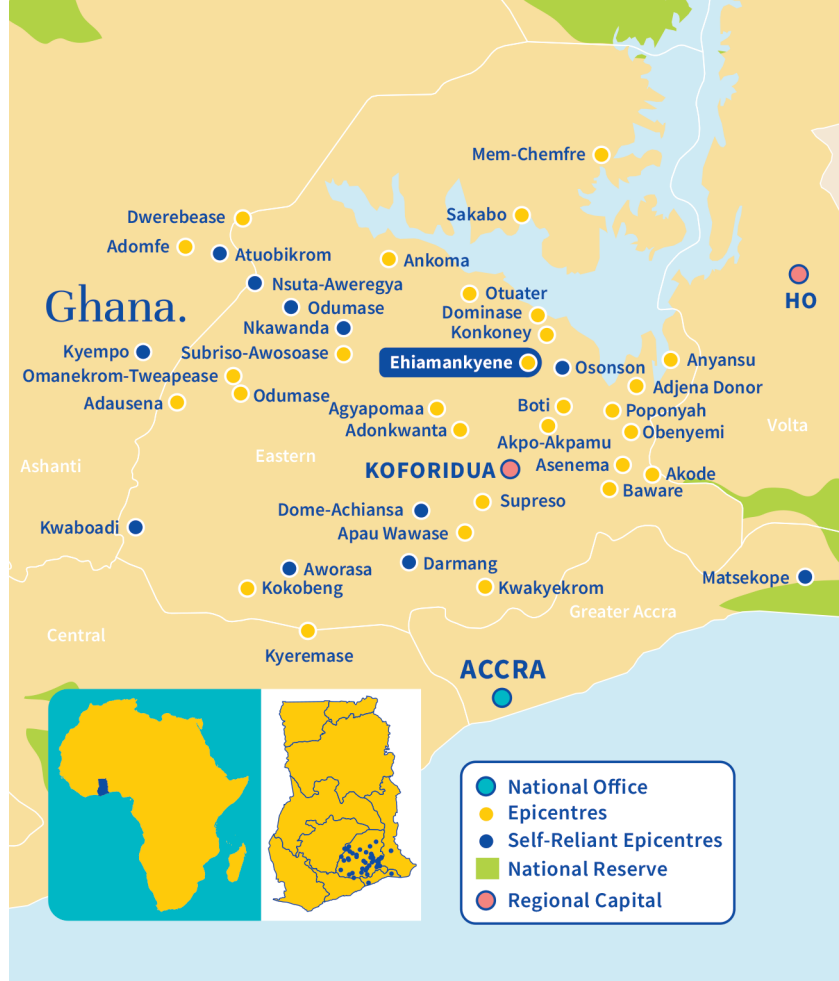 Mem-Chemfre
Sakabo
Dwerebease
Adomfe
Atuobikrom
Ankoma
Nsuta-Aweregya
Ghana.
HO
Otuater
Odumase
Dominase
Nkawanda
Konkoney
Kyempo
Subriso-Awosoase
Ehiamankyene
Osonson
Anyansu
Omanekrom-Tweapease
Adjena Donor
Odumase
Adausena
Agyapomaa
Boti
Poponyah
Volta
Adonkwanta
Obenyemi
Akpo-Akpamu
Eastern
Ashanti
KOFORIDUA
Asenema
Akode
Baware
Supreso
Dome-Achiansa
Kwaboadi
Apau Wawase
Darmang
Aworasa
Matsekope
Kokobeng
Kwakyekrom
Greater Accra
Central
Kyeremase
ACCRA
National Office
Epicentres
Self-Reliant Epicentres
National Reserve
Regional Capital